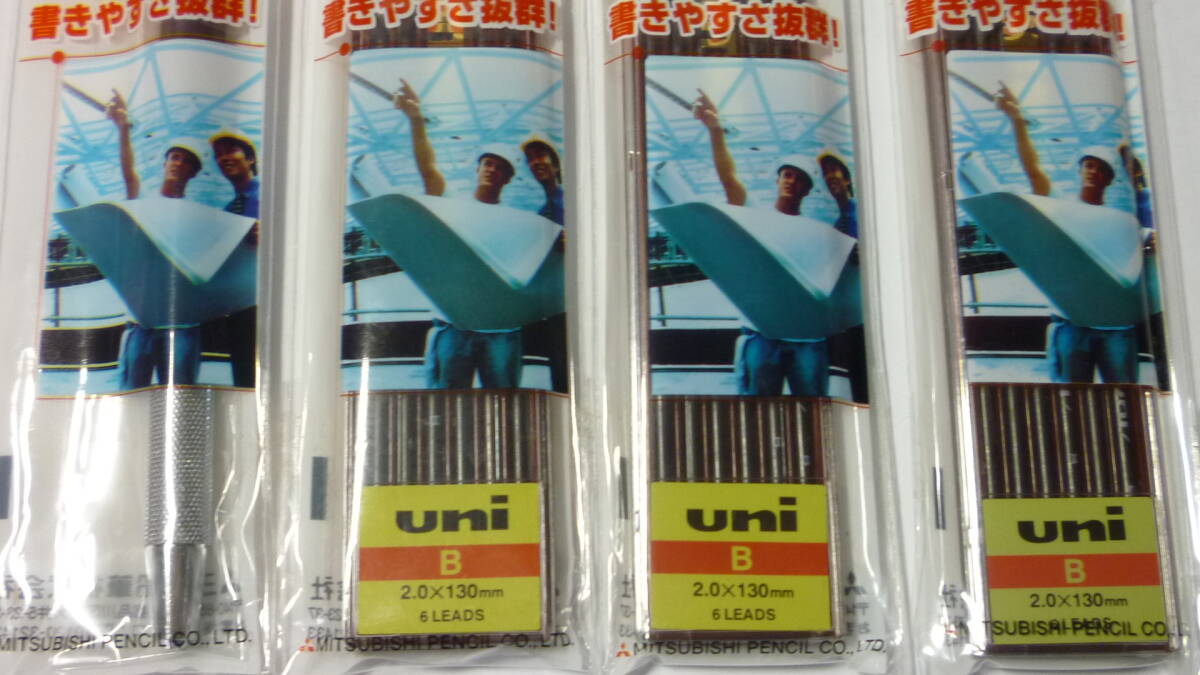 書きやすさ抜群!
書きやすさ抜群!
書きやすさ抜群!
書きやすさ抜群!
MITSUBISHI PENCIL CO., LTD.
uni
B
2.0×130mm
6 LEADS
MITSUBISHI PENCIL CO., LTD.
uni
B
2.0×130mm
6 LEADS
MITSUBISHI PENCIL CO., LTD.
uni
B
2.0×130mm
6 LEADS
MITSUBISHI PENCIL CO.,